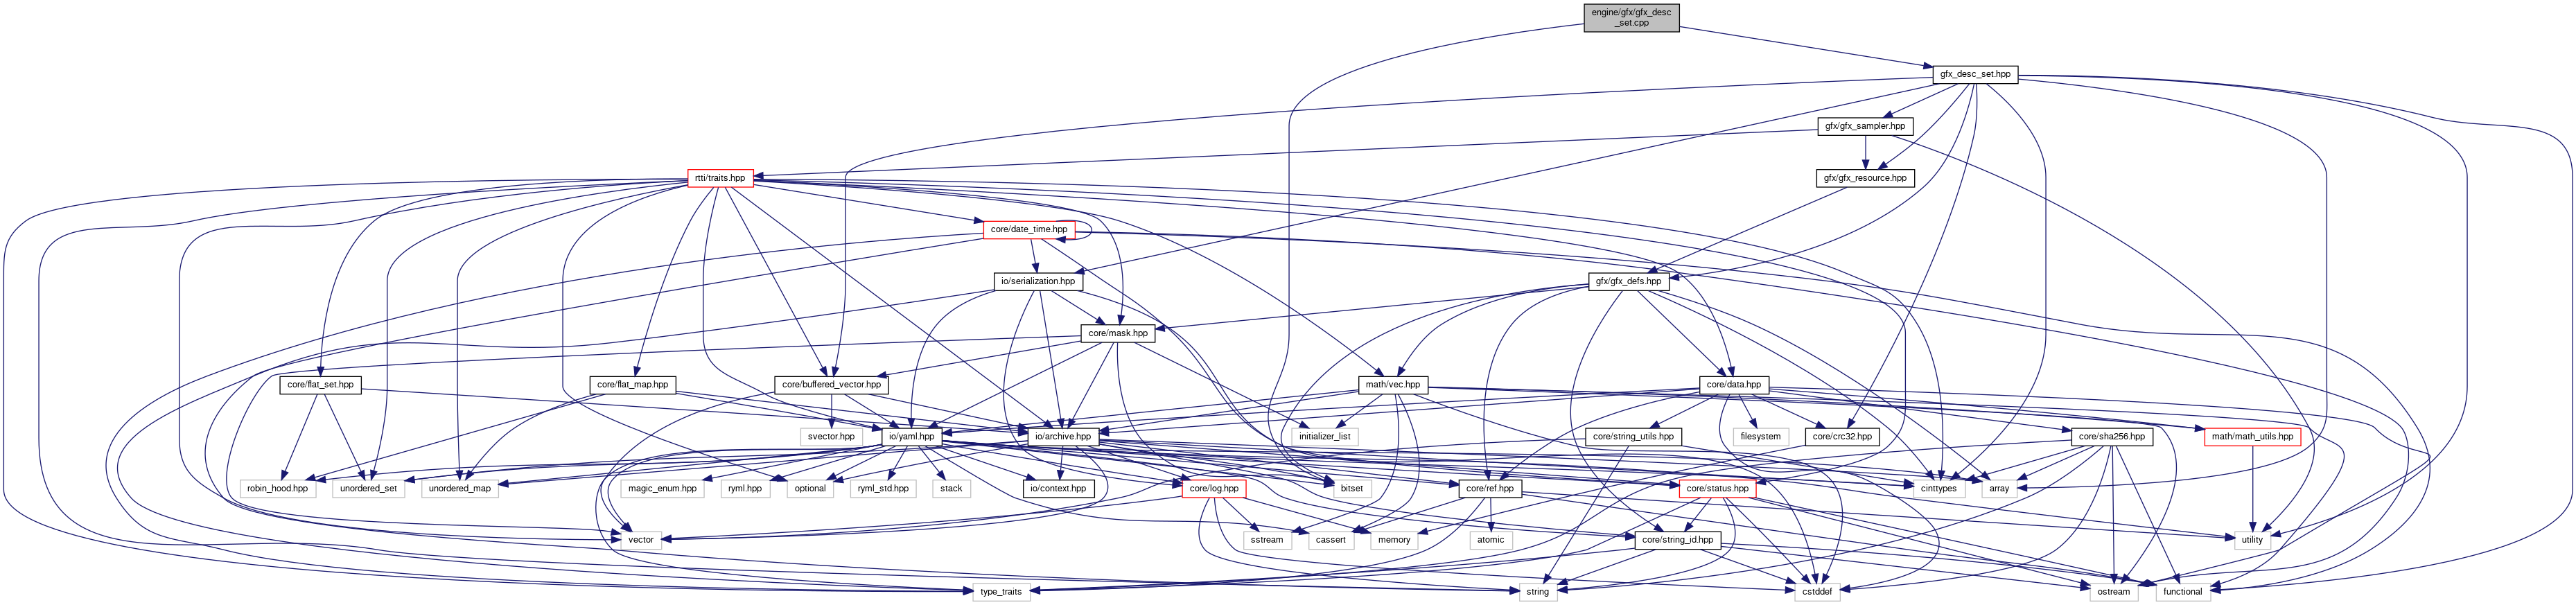 engine/gfx/gfx_desc
_set.cpp
gfx_desc_set.hpp
gfx/gfx_sampler.hpp
rtti/traits.hpp
gfx/gfx_resource.hpp
core/date_time.hpp
io/serialization.hpp
gfx/gfx_defs.hpp
core/mask.hpp
core/flat_set.hpp
core/flat_map.hpp
core/buffered_vector.hpp
math/vec.hpp
core/data.hpp
svector.hpp
io/yaml.hpp
io/archive.hpp
initializer_list
core/string_utils.hpp
filesystem
core/crc32.hpp
core/sha256.hpp
math/math_utils.hpp
robin_hood.hpp
unordered_set
unordered_map
magic_enum.hpp
ryml.hpp
optional
ryml_std.hpp
stack
io/context.hpp
core/log.hpp
bitset
core/ref.hpp
core/status.hpp
cinttypes
array
vector
sstream
cassert
memory
atomic
core/string_id.hpp
utility
type_traits
string
cstddef
ostream
functional